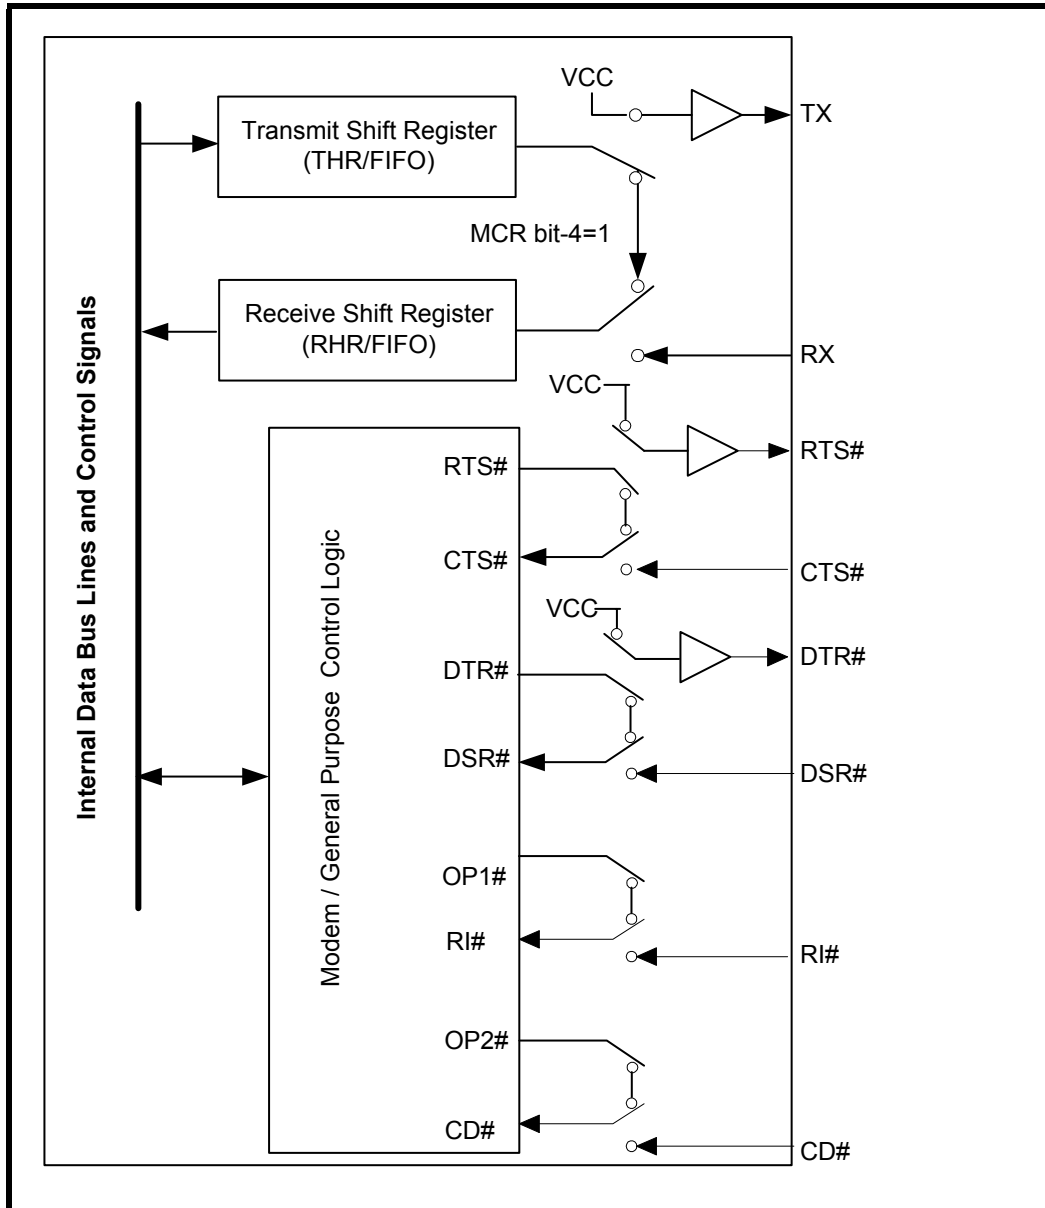 VCC
TX
Transmit Shift Register
(THR/FIFO)
MCR bit-4=1
Receive Shift Register
(RHR/FIFO)
RX
VCC
RTS#
RTS#
CTS#
CTS#
VCC
DTR#
DTR#
DSR#
DSR#
OP1#
RI#
RI#
OP2#
CD#
CD#
Internal Data Bus Lines and Control Signals
Modem / General Purpose Control Logic